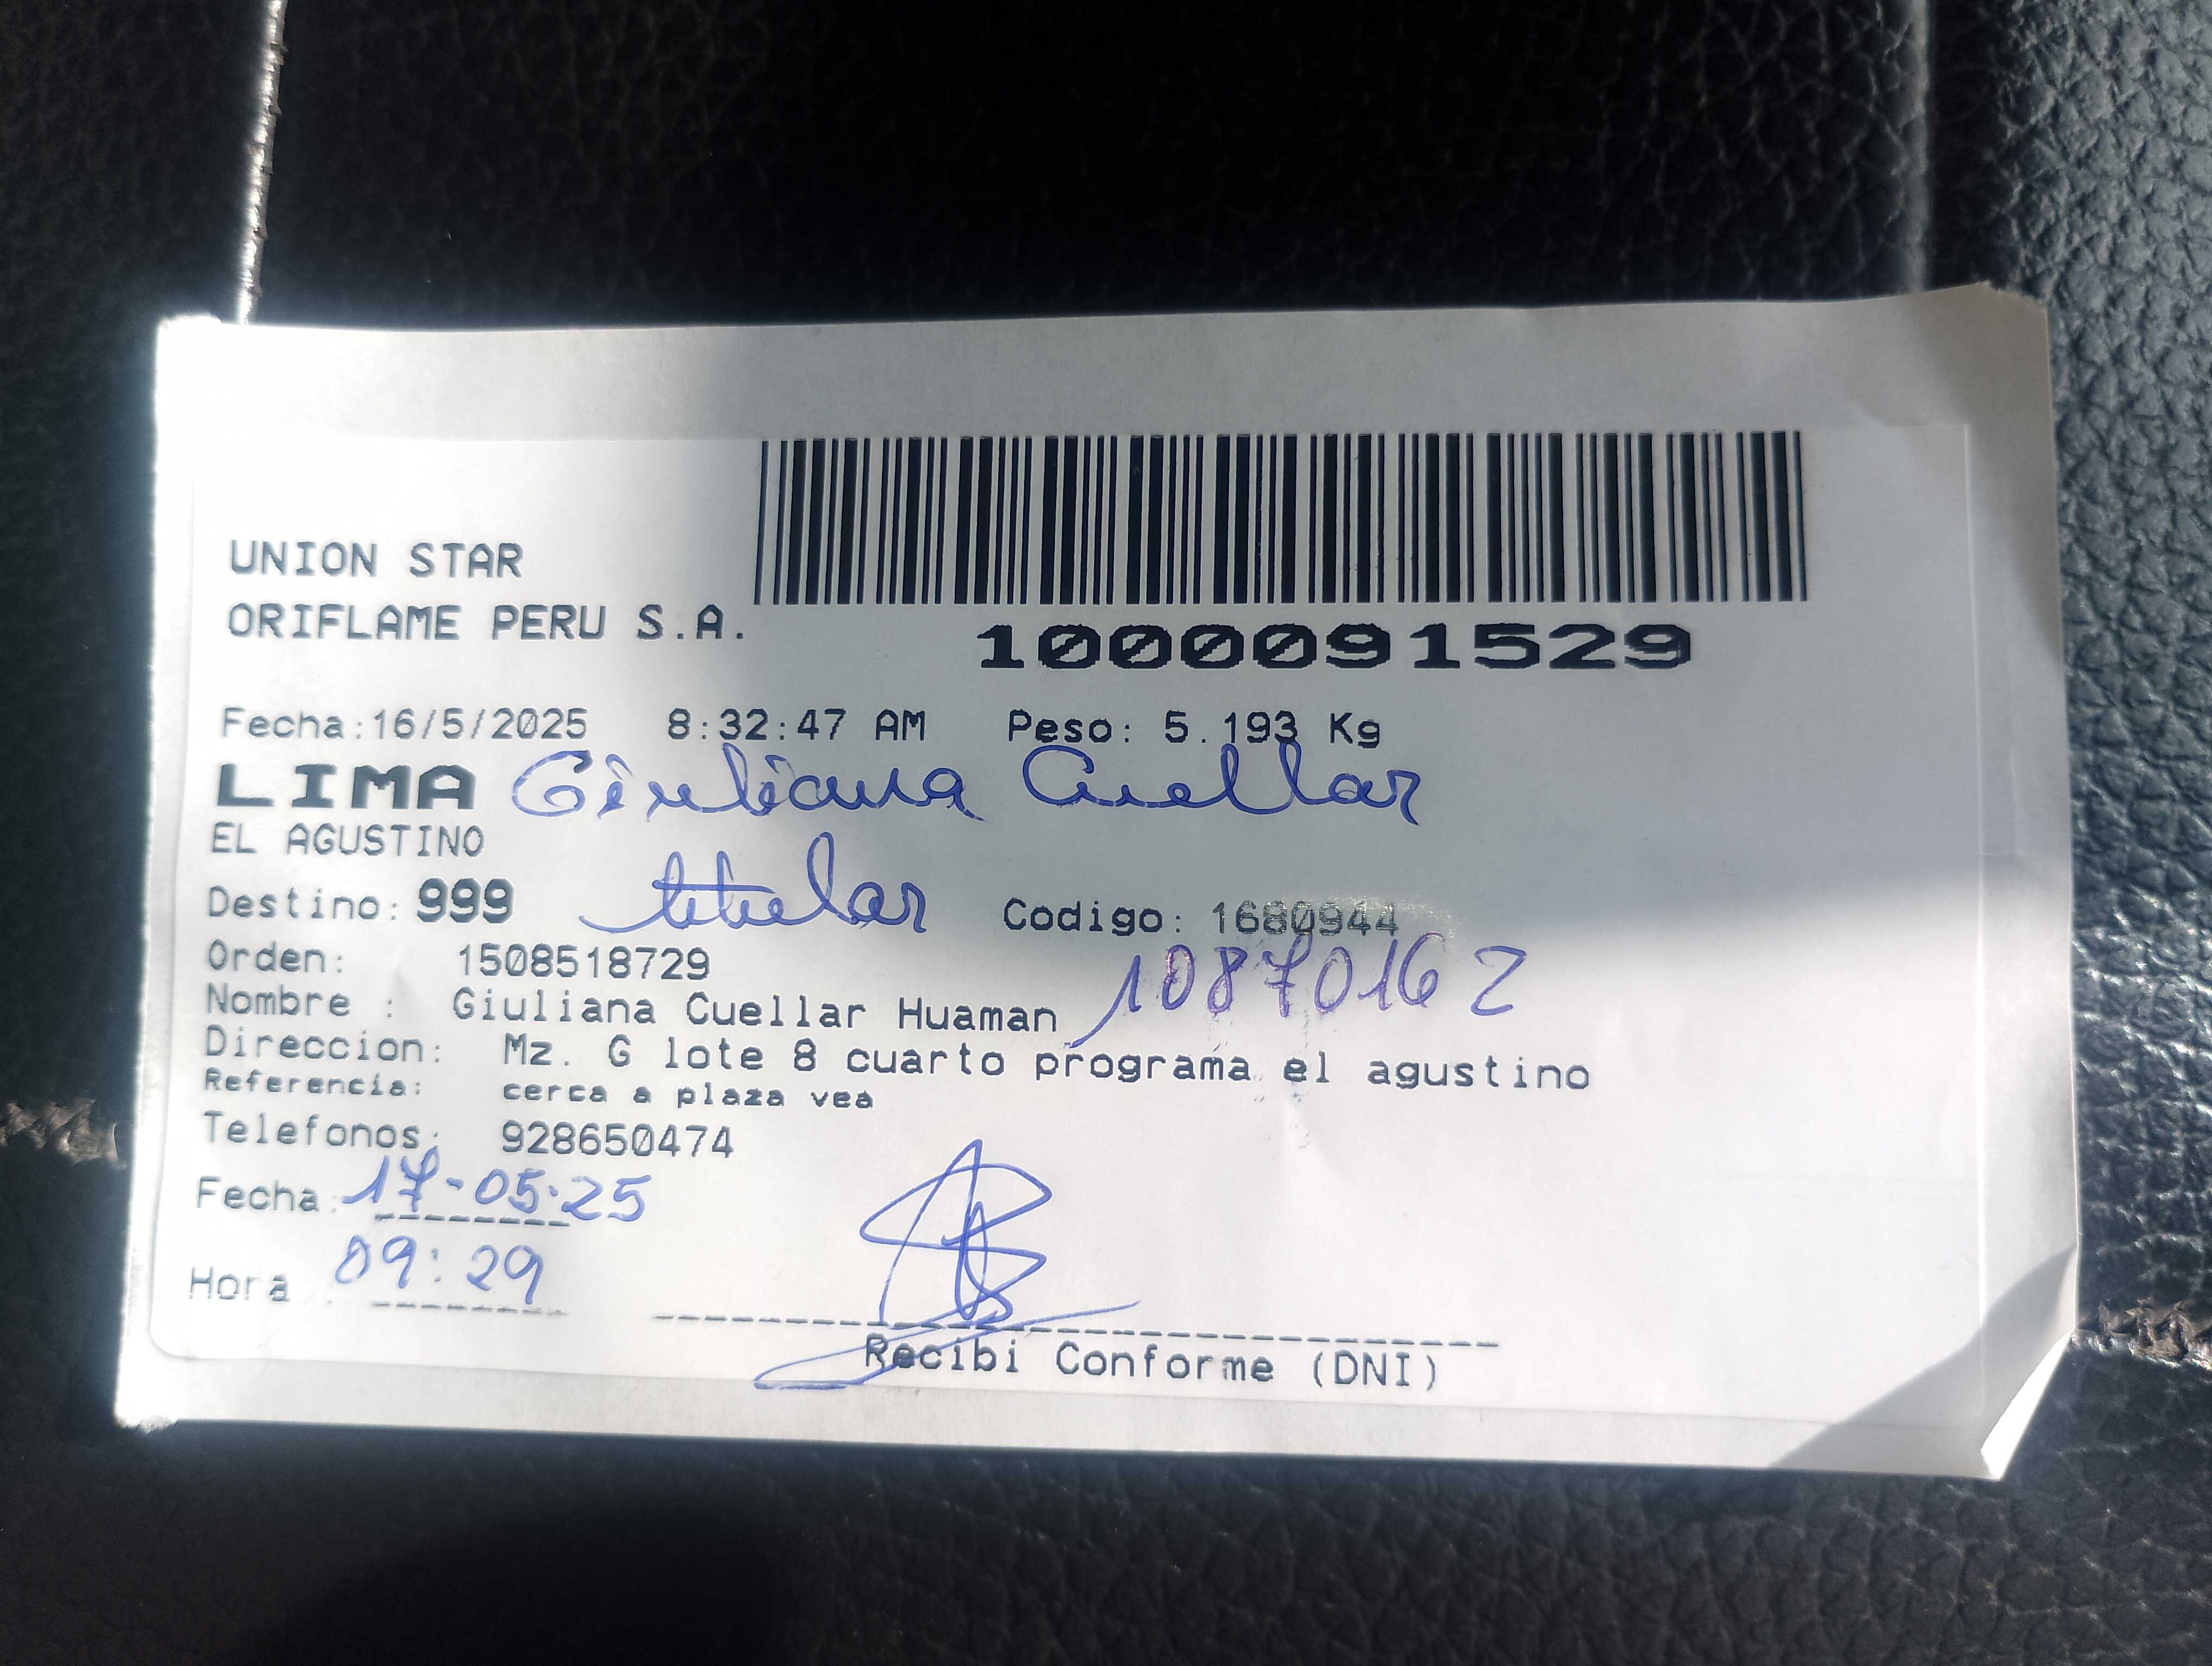 UNION STAR
ORIFLAME PERU S.A.
1000091529
Fecha:16/5/2025 8:32:47 AM Peso: 5.193 Kg
LIMA Giuliana Cuellar
EL AGUSTINO
Destino: 999 titular Codigo: 1680944
Orden: 1508518729
10870162
Nombre : Giuliana Cuellar Huaman
Direccion: Mz. G lote 8 cuarto programa el agustino
Referencia: cerca a plaza vea
Telefonos: 928650474
Fecha: 17-05-25
Hora : 09:29
Recibi Conforme (DNI)